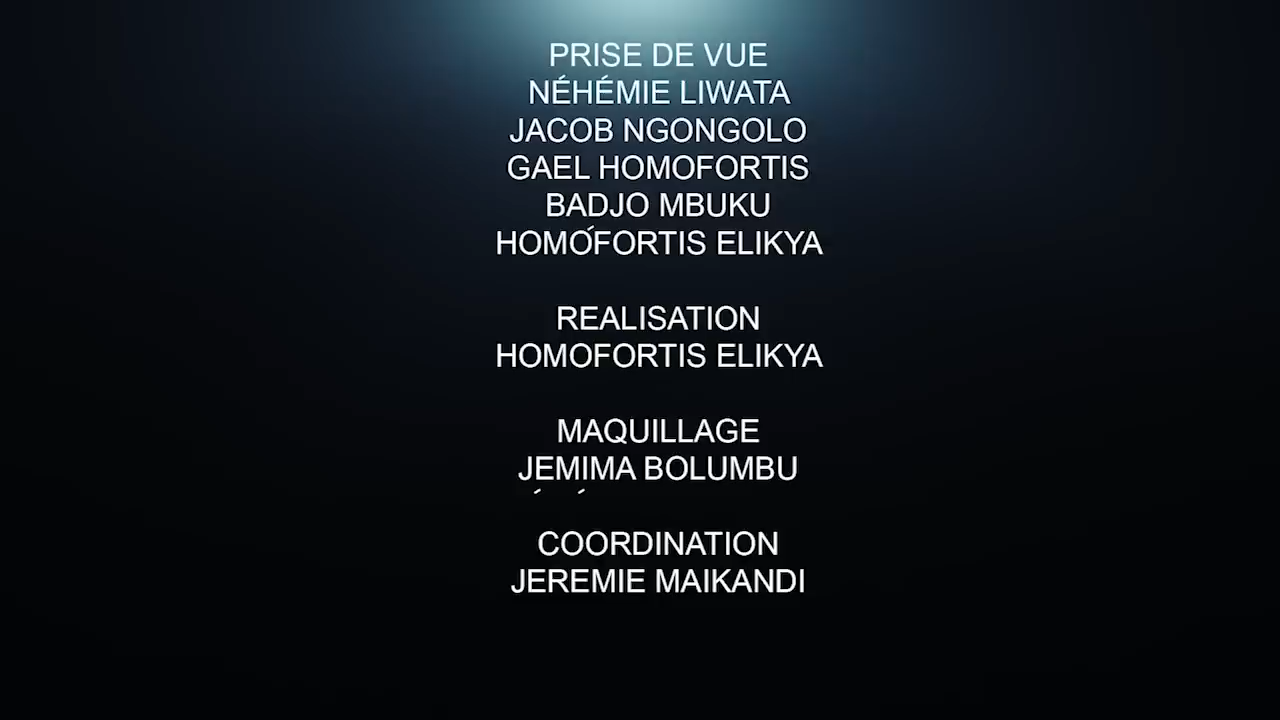 PRISE DE VUE
NÉHÉMIE LIWATA
JACOB NGONGOLO
GAEL HOMOFORTIS
BADJO MBUKU
HOMOFORTIS ELIKYA
REALISATION
HOMOFORTIS ELIKYA
MAQUILLAGE
JEMIMA BOLUMBU
COORDINATION
JEREMIE MAIKANDI